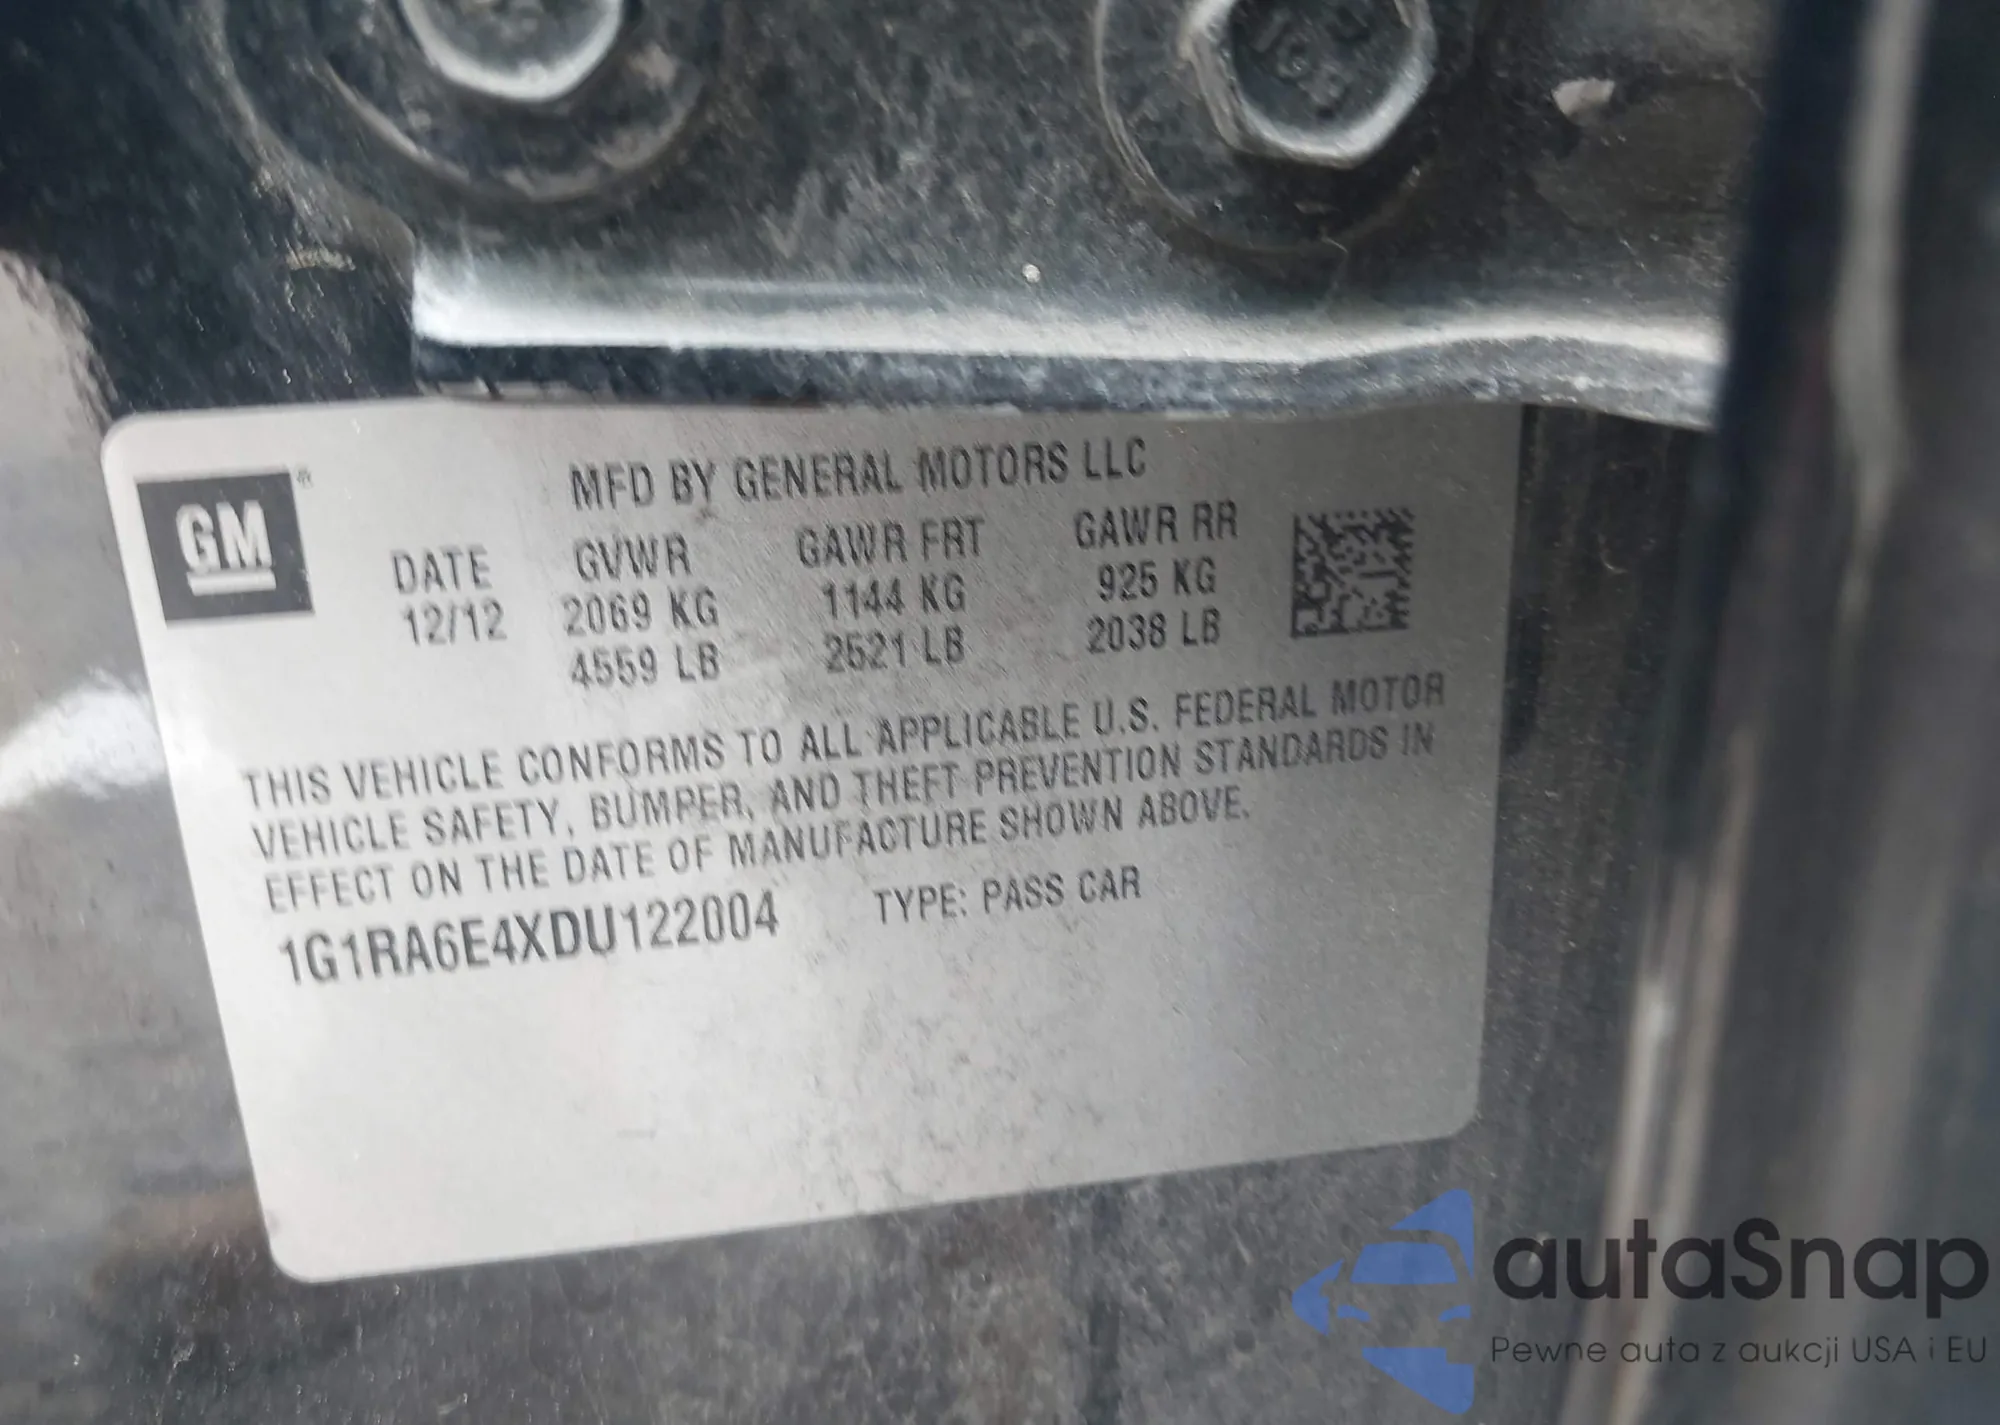 GM
MFD BY GENERAL MOTORS LLC
DATE GVWR GAWR FRT GAWR RR
12/12 2069 KG 1144 KG 925 KG
4559 LB 2521 LB 2038 LB
THIS VEHICLE CONFORMS TO ALL APPLICABLE U.S. FEDERAL MOTOR
VEHICLE SAFETY, BUMPER, AND THEFT PREVENTION STANDARDS IN
EFFECT ON THE DATE OF MANUFACTURE SHOWN ABOVE.
1G1RA6E4XDU122004 TYPE: PASS CAR
autaSnap
Pewne auta z aukcji USA i EU